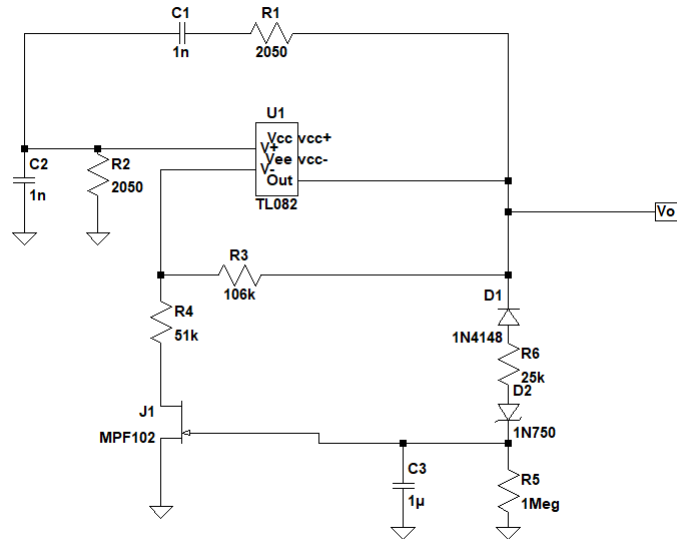 C1
1n
R1
2050
U1
Vcc vcc+
V+
Vee vcc-
V-
Out
TL082
C2
1n
R2
2050
Vo
R3
106k
R4
51k
D1
1N4148
R6
25k
D2
1N750
J1
MPF102
C3
1µ
R5
1Meg